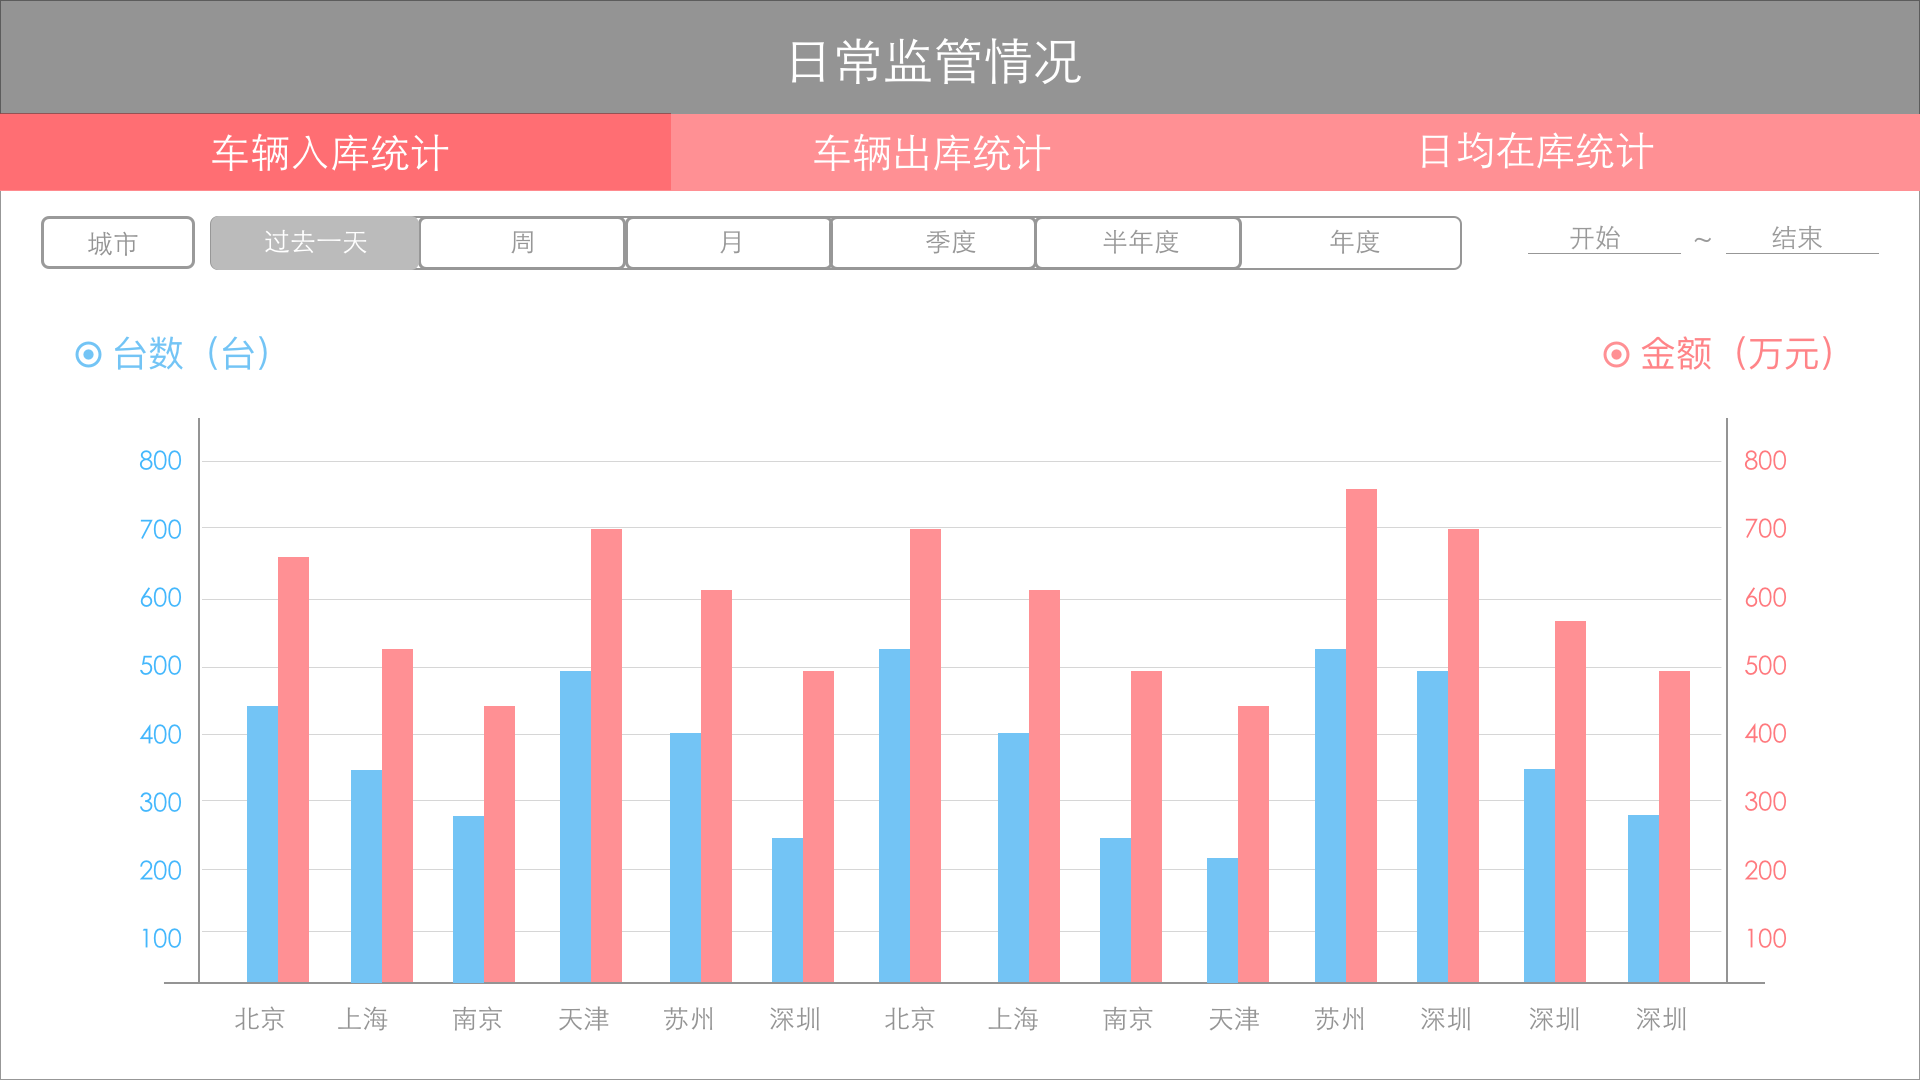 日常监管情况
车辆入库统计 车辆出库统计 日均在库统计
城市 过去一天 周 月 季度 半年度 年度 开始 ~ 结束
台数（台） 金额（万元）
800 800
700 700
600 600
500 500
400 400
300 300
200 200
100 100
北京 上海 南京 天津 苏州 深圳 北京 上海 南京 天津 苏州 深圳 深圳 深圳